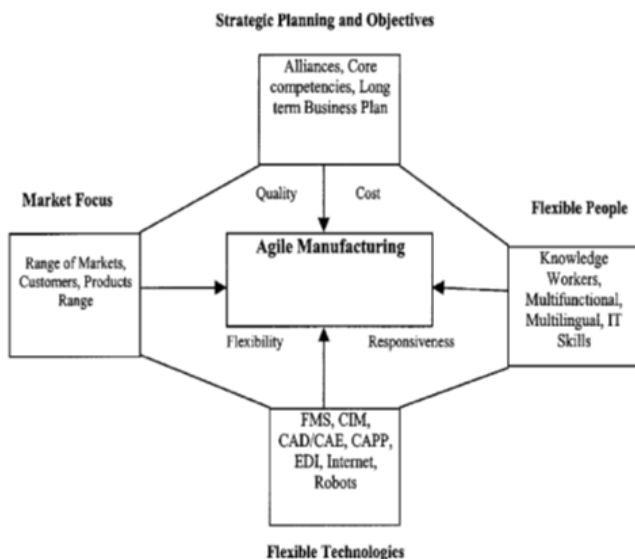 Strategic Planning and Objectives
Alliances, Core
competencies, Long
term Business Plan
Market Focus
Quality
Cost
Flexible People
Range of Markets,
Customers, Products
Range
Agile Manufacturing
Knowledge
Workers,
Multifunctional,
Multilingual, IT
Skills
Flexibility
Responsiveness
FMS, CIM,
CAD/CAE, CAPP,
EDI, Internet,
Robots
Flexible Technologies